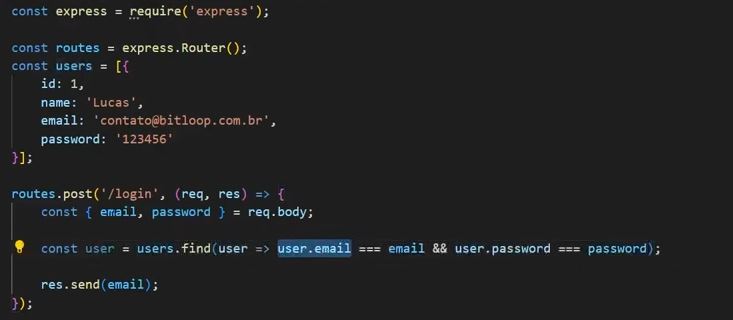 const express = require('express');
const routes = express.Router();
const users = [{
id: 1,
name: 'Lucas',
email: 'contato@bitloop.com.br',
password: '123456'
}];
routes.post('/login', (req, res) => {
const { email, password } = req.body;
const user = users.find(user => user.email === email && user.password === password);
res.send(email);
});